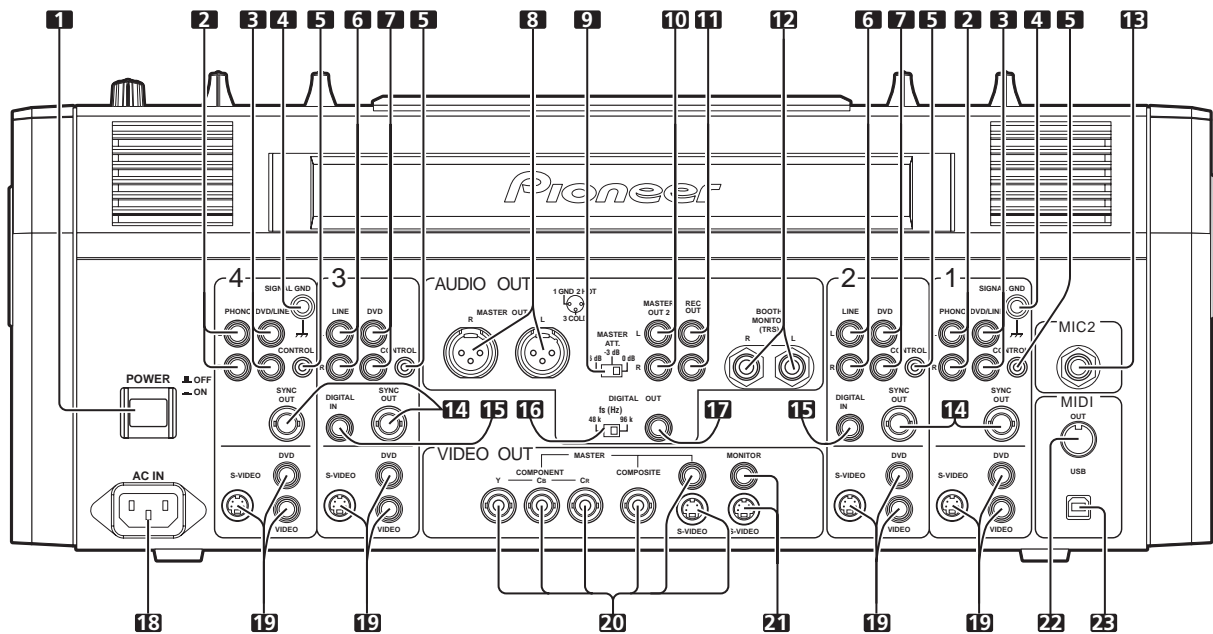 1 2 3 4 5 6 7 5 8 9 10 11 12 6 7 5 2 3 4 5 13
Pioneer
4
SIGNAL GND
PHONO
DVD/LINE
L
R
CONTROL
SYNC OUT
3
LINE
DVD
L
R
CONTROL
DIGITAL IN
SYNC OUT
AUDIO OUT
1 GND 2 HOT
3 COLD
MASTER OUT
R
L
MASTER ATT.
-3 dB
6 dB
0 dB
MASTER OUT 2
REC OUT
L
R
BOOTH MONITOR (TRS)
R
L
DIGITAL OUT
fs (Hz)
48 k
96 k
2
LINE
DVD
L
R
CONTROL
DIGITAL IN
SYNC OUT
1
SIGNAL GND
PHONO
DVD/LINE
L
R
CONTROL
SYNC OUT
MIC2
MIDI
OUT
USB
POWER
OFF
ON
AC IN
14 15 16 17 15 14
S-VIDEO
DVD
VIDEO
S-VIDEO
DVD
VIDEO
VIDEO OUT
MASTER
COMPONENT
Y
CB
CR
COMPOSITE
S-VIDEO
MONITOR
S-VIDEO
S-VIDEO
DVD
VIDEO
S-VIDEO
DVD
VIDEO
18 19 19 20 21 19 19 22 23